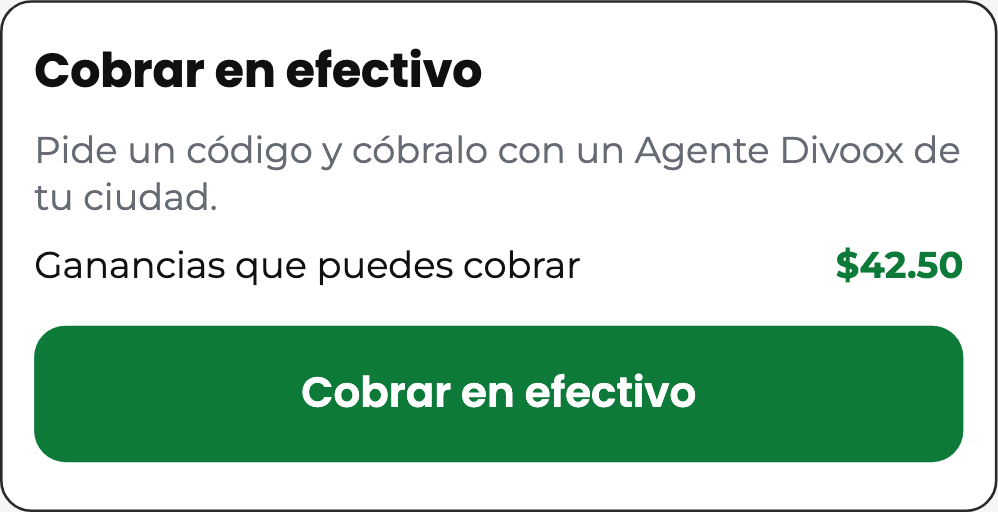 Cobrar en efectivo
Pide un código y cóbralo con un Agente Divoox de
tu ciudad.
Ganancias que puedes cobrar $42.50
Cobrar en efectivo